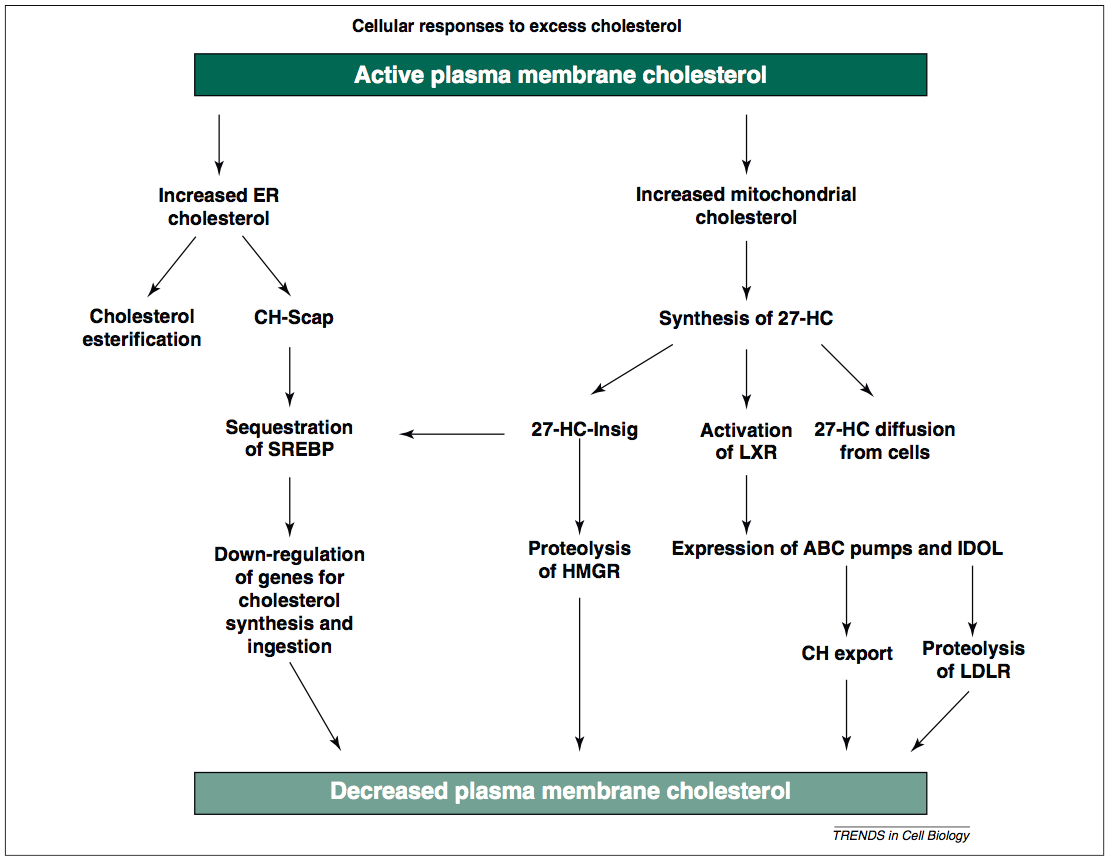 Cellular responses to excess cholesterol
Active plasma membrane cholesterol
Increased ER
cholesterol
Increased mitochondrial
cholesterol
Cholesterol
esterification
CH-Scap
Synthesis of 27-HC
Sequestration
of SREBP
27-HC-Insig
Activation
of LXR
27-HC diffusion
from cells
Down-regulation
of genes for
cholesterol
synthesis and
ingestion
Proteolysis
of HMGR
Expression of ABC pumps and IDOL
CH export
Proteolysis
of LDLR
Decreased plasma membrane cholesterol
TRENDS in Cell Biology